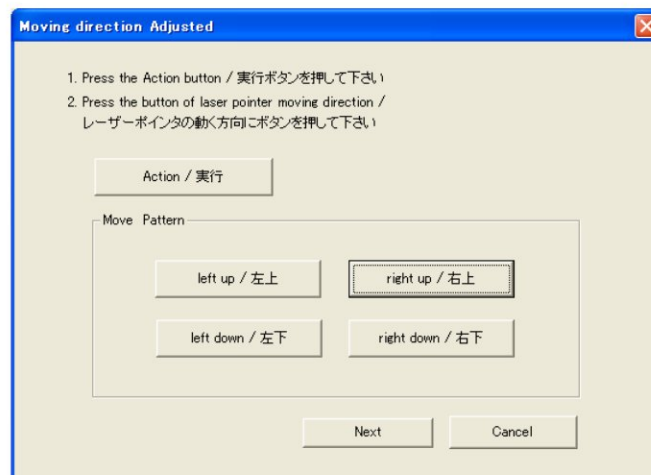 Moving direction Adjusted
1. Press the Action button / 実行ボタンを押して下さい
2. Press the button of laser pointer moving direction /
レーザーポインタの動く方向にボタンを押して下さい
Action / 実行
Move Pattern
left up / 左上
right up / 右上
left down / 左下
right down / 右下
Next
Cancel